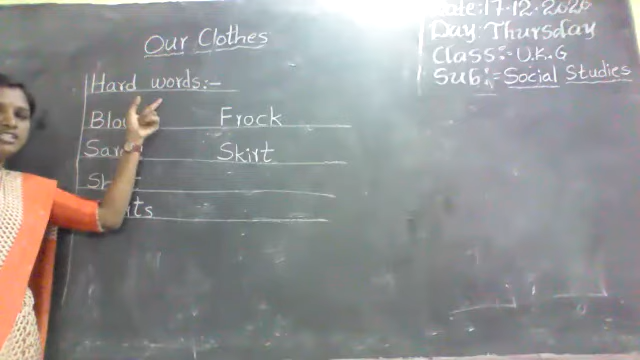 Date:17.12.2020
Day: Thursday
Class:- U.K.G
Sub:- Social Studies
Our Clothes
Hard words:-
Frock
Skirt